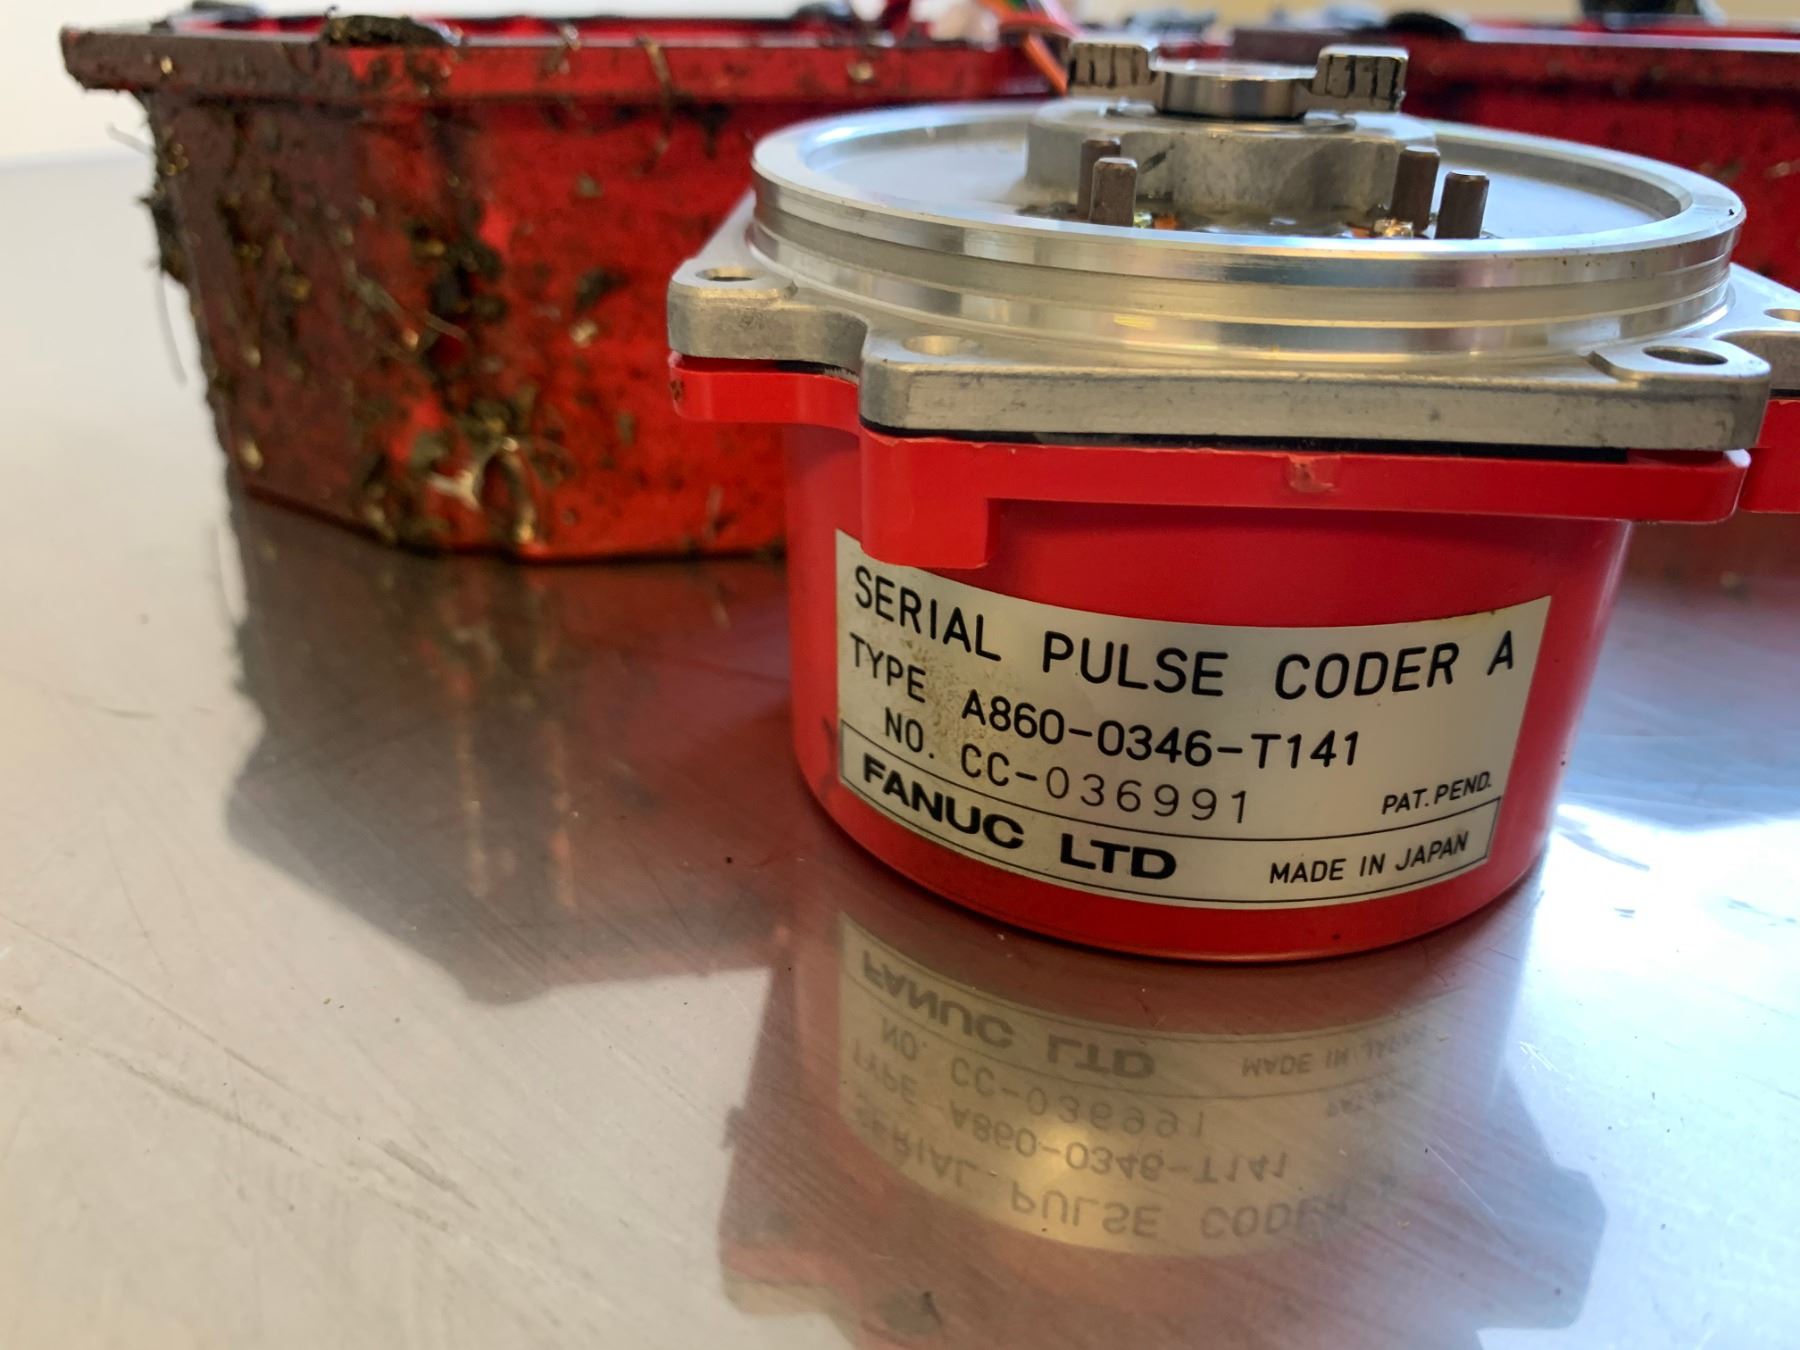 SERIAL PULSE CODER A
TYPE A860-0346-T141
NO. CC-036991
PAT. PEND.
FANUC LTD MADE IN JAPAN